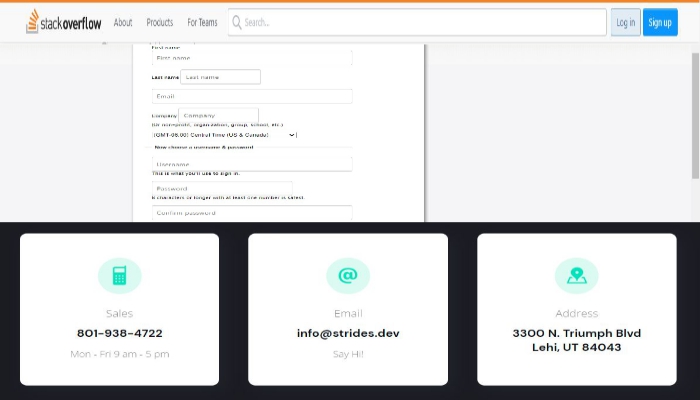 stackoverflow About Products For Teams Search... Log in Sign up
First name
First name
Last name Last name
Email
Company Company
(or non-profit, organization, group, school, etc.)
(GMT-06:00) Central Time (US & Canada)
Now choose a username & password
Username
This is what you'll use to sign in.
Password
6 characters or longer with at least one number is safest.
Confirm password
Sales
801-938-4722
Mon - Fri 9 am - 5 pm
Email
info@strides.dev
Say Hi!
Address
3300 N. Triumph Blvd
Lehi, UT 84043